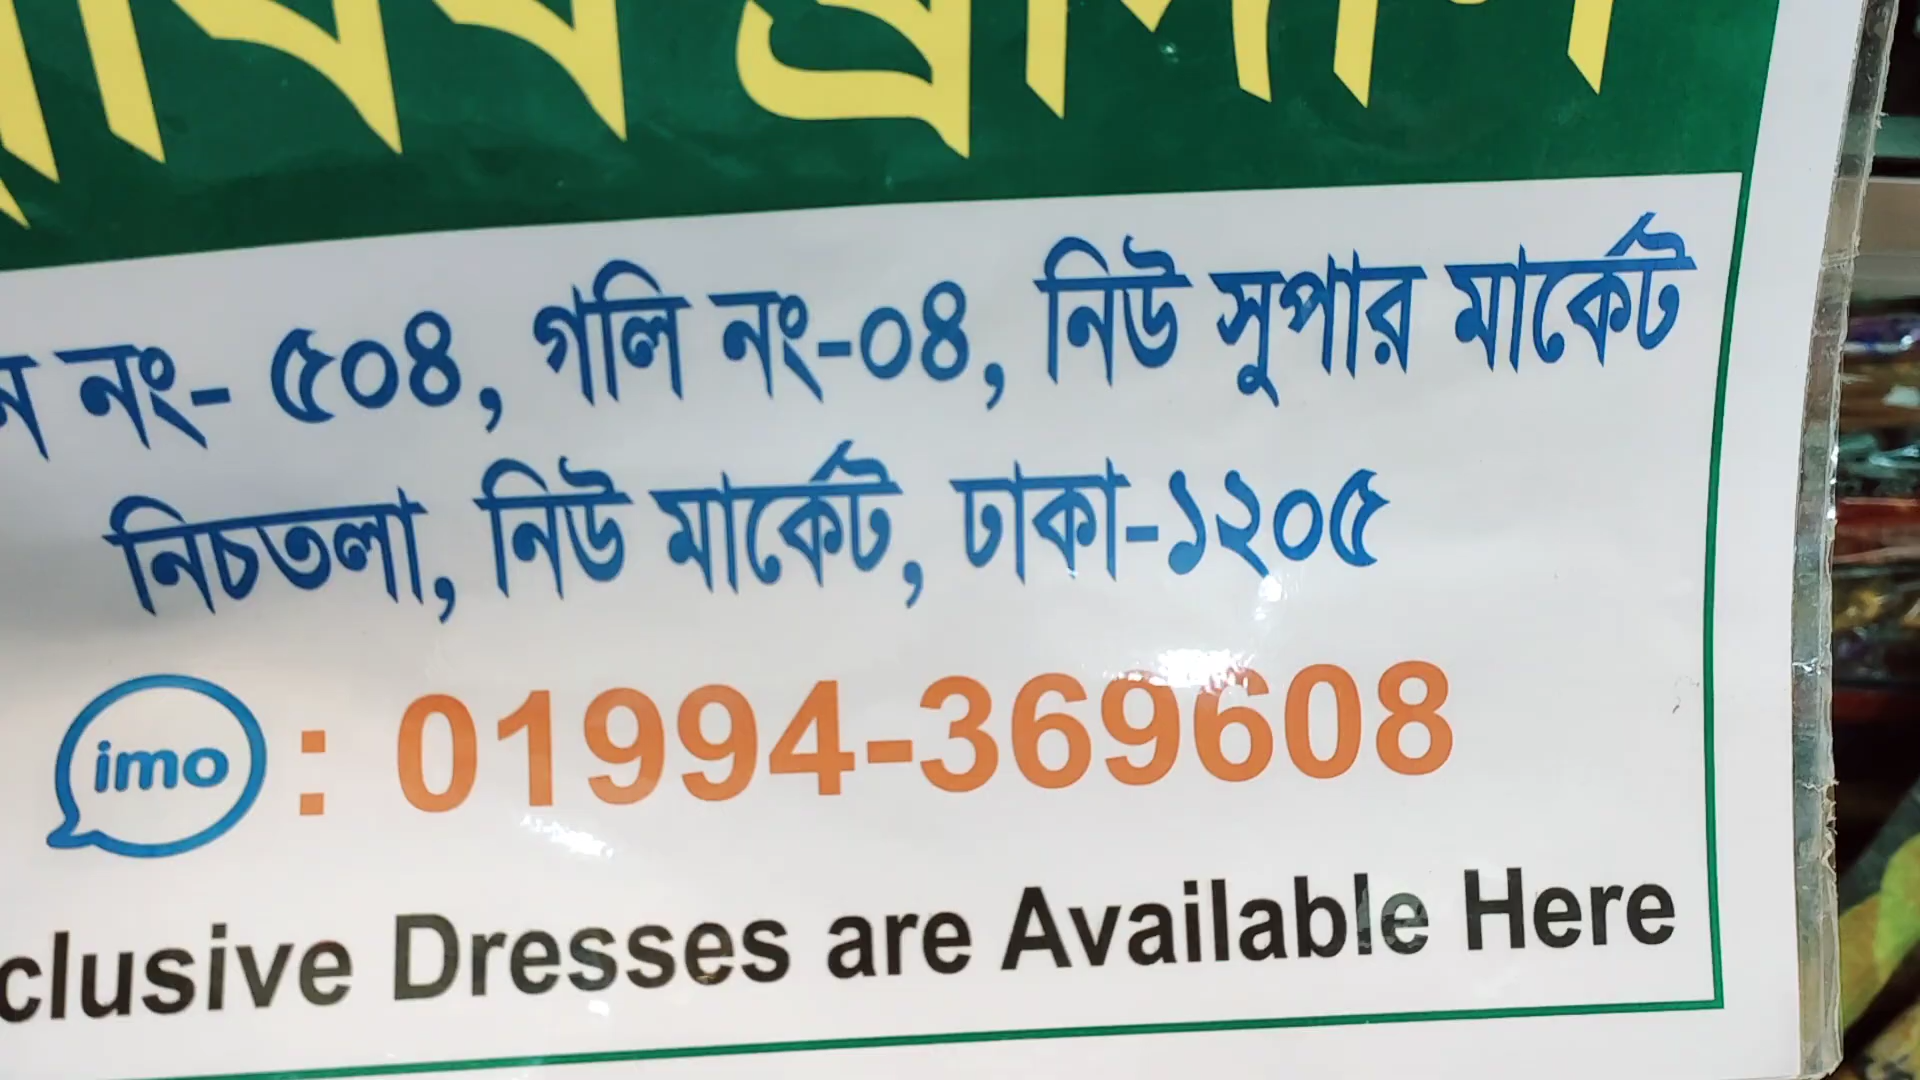 নং- ৫০৪, গলি নং-০৪, নিউ সুপার মার্কেট
নিচতলা, নিউ মার্কেট, ঢাকা-১২০৫
imo : 01994-369608
clusive Dresses are Available Here